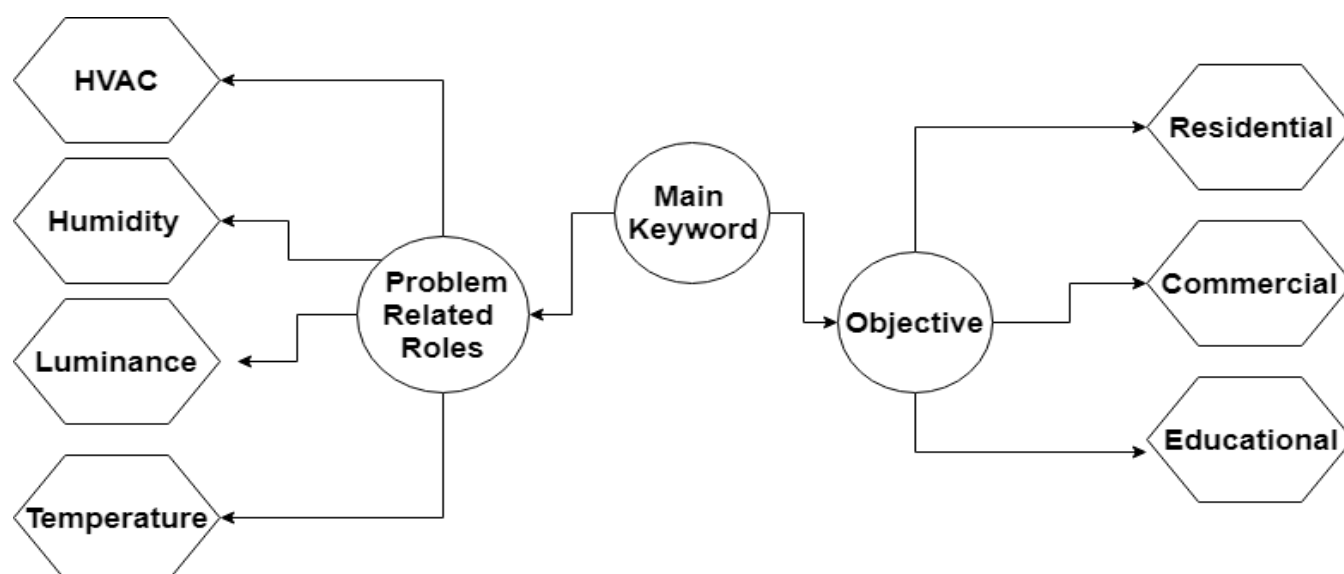 HVAC
Humidity
Luminance
Temperature
Problem
Related
Roles
Main
Keyword
Objective
Residential
Commercial
Educational